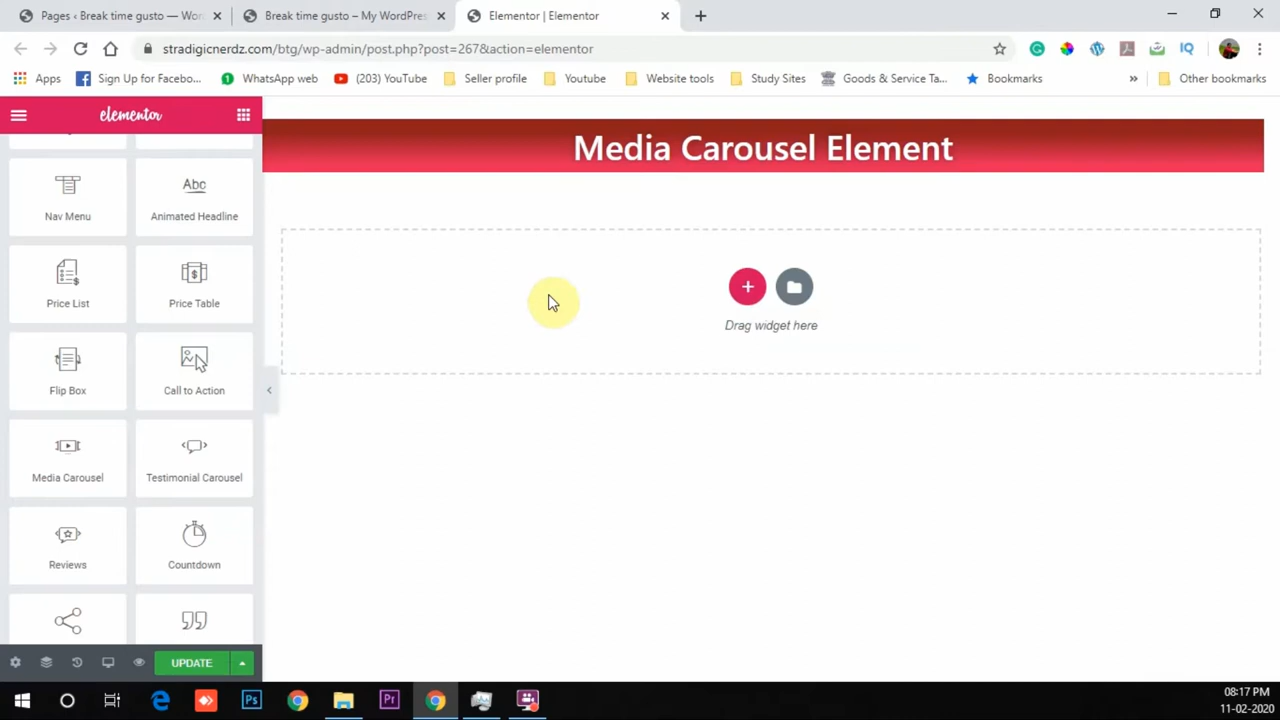 Pages ‹ Break time gusto — Wor
Break time gusto – My WordPres
Elementor | Elementor
stradigicnerdz.com/btg/wp-admin/post.php?post=267&action=elementor
Apps
Sign Up for Facebo...
WhatsApp web
(203) YouTube
Seller profile
Youtube
Website tools
Study Sites
Goods & Service Ta...
Bookmarks
»
Other bookmarks
elementor
Media Carousel Element
Nav Menu
Abc
Animated Headline
Price List
Price Table
Flip Box
Call to Action
Media Carousel
Testimonial Carousel
Reviews
Countdown
Drag widget here
UPDATE
08:17 PM
11-02-2020